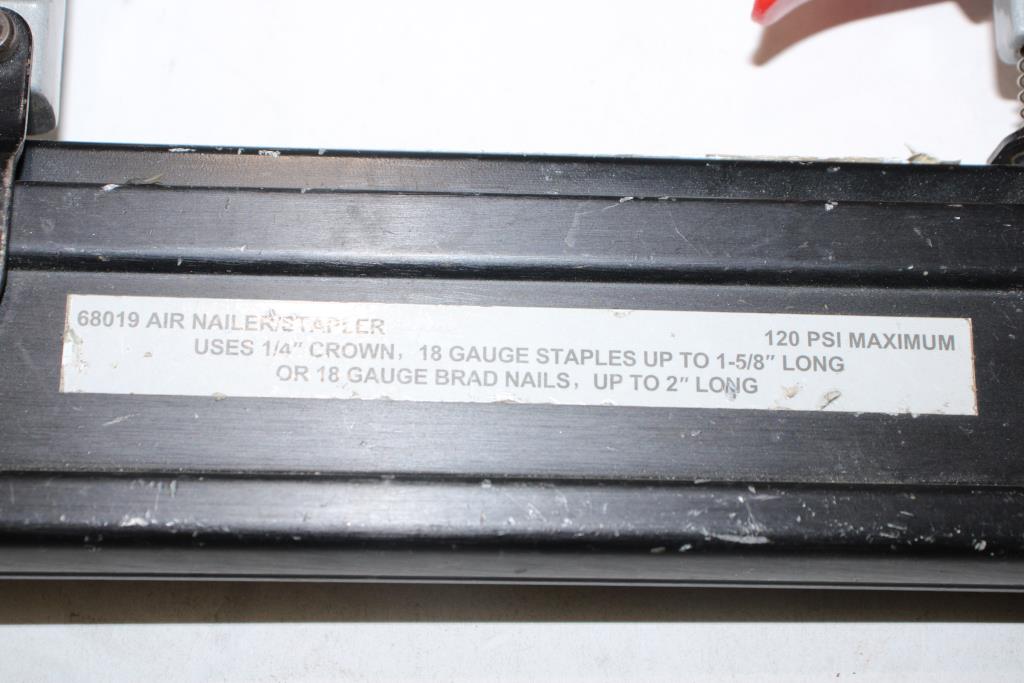 68019 AIR NAILER/STAPLER 120 PSI MAXIMUM
USES 1/4" CROWN, 18 GAUGE STAPLES UP TO 1-5/8" LONG
OR 18 GAUGE BRAD NAILS, UP TO 2" LONG